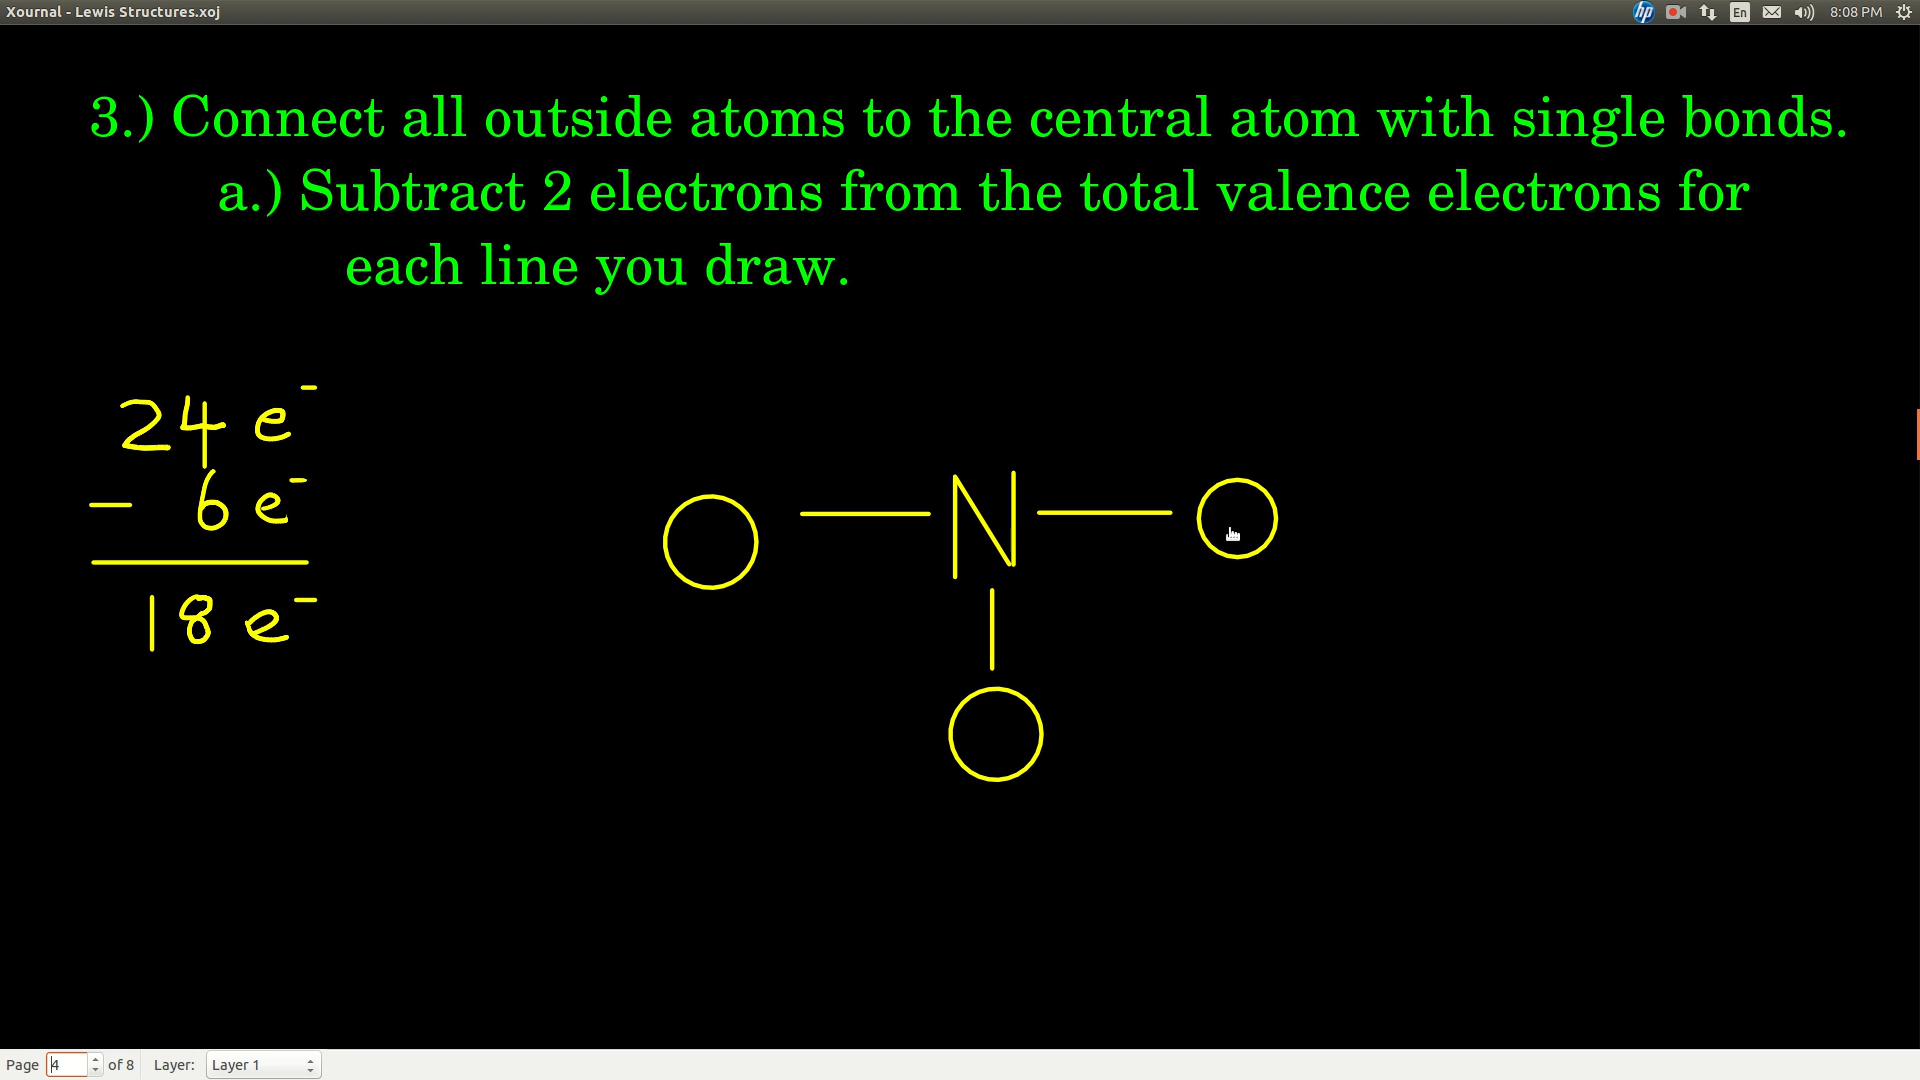 Xournal - Lewis Structures.xoj
hp En 8:08 PM
3.) Connect all outside atoms to the central atom with single bonds.
a.) Subtract 2 electrons from the total valence electrons for
each line you draw.
24 e⁻
- 6 e⁻
18 e⁻
O — N — O
|
O
Page 4 of 8 Layer: Layer 1